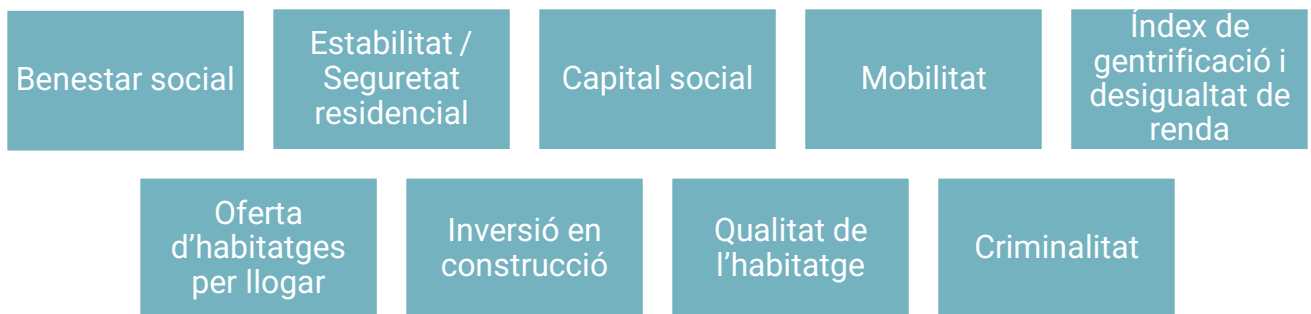 Benestar social
Estabilitat /
Seguretat
residencial
Capital social
Mobilitat
Índex de
gentrificació i
desigualtat de
renda
Oferta
d'habitatges
per llogar
Inversió en
construcció
Qualitat de
l'habitatge
Criminalitat